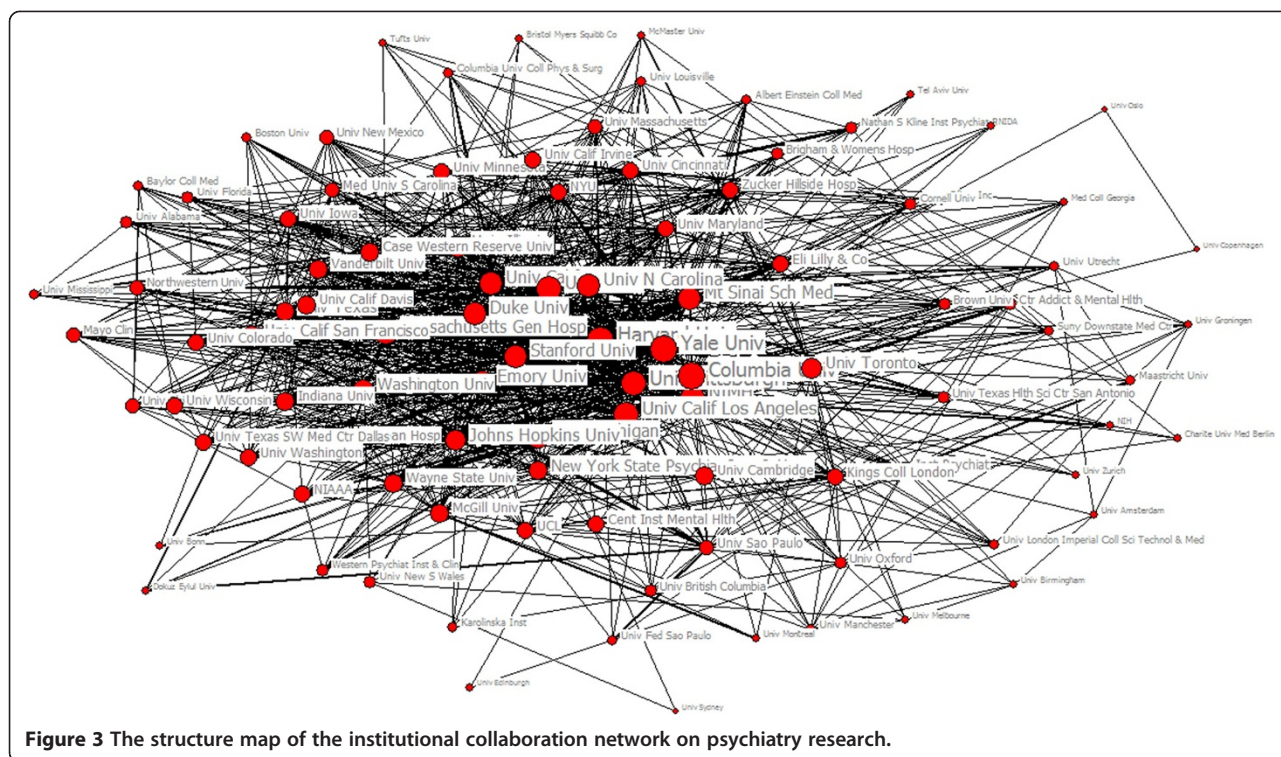 Tufts Univ
Bristol Myers Squibb Co
McMaster Univ
Columbia Univ Coll Phys & Surg
Univ Louisville
Albert Einstein Coll Med
Tel Aviv Univ
Univ Oslo
Boston Univ
Univ New Mexico
Univ Massachusetts
Nathan S Kline Inst Psychiat
RNIDA
Univ Minnesota
Univ Calif Irvine
Univ Cincinnati
Brigham & Womens Hosp
Baylor Coll Med
Univ Florida
Med Univ S Carolina
NYU
Zucker Hillside Hosp
Cornell Univ
Inc
Med Coll Georgia
Univ Alabama
Univ Iowa
Univ Maryland
Case Western Reserve Univ
Univ Copenhagen
Vanderbilt Univ
Eli Lilly & Co
Univ Utrecht
Univ Mississippi
Northwestern Univ
Univ N Carolina
Mt Sinai Sch Med
Univ Calif Davis
Texas
Duke Univ
Brown Univ
Ctr Addict & Mental Hlth
Mayo Clin
Univ Colorado
Calif San Francisco
sachusetts Gen Hosp
Harvar
Yale Univ
Suny Downstate Med Ctr
Univ Groningen
Stanford Univ
Columbia
Univ Toronto
Washington Univ
Emory Univ
Maastricht Univ
Univ Wisconsin
Indiana Univ
Univ Calif Los Angeles
Univ Texas Hlth Sci Ctr San Antonio
NIH
Charite Univ Med Berlin
Univ Texas SW Med Ctr Dallas
an Hosp
Johns Hopkins Univ
Univ Washington
New York State Psychia
Univ Cambridge
Kings Coll London
Univ Zurich
NIAAA
Wayne State Univ
McGill Univ
UCL
Cent Inst Mental Hlth
Univ Amsterdam
Univ Bonn
Univ Sao Paulo
Univ London Imperial Coll Sci Technol & Med
Western Psychiat Inst & Clin
Univ Oxford
Dokuz Eylul Univ
Univ New S Wales
Univ British Columbia
Univ Birmingham
Karolinska Inst
Univ Fed Sao Paulo
Univ Montreal
Univ Manchester
Univ Melbourne
Univ Edinburgh
Univ Sydney
Figure 3 The structure map of the institutional collaboration network on psychiatry research.